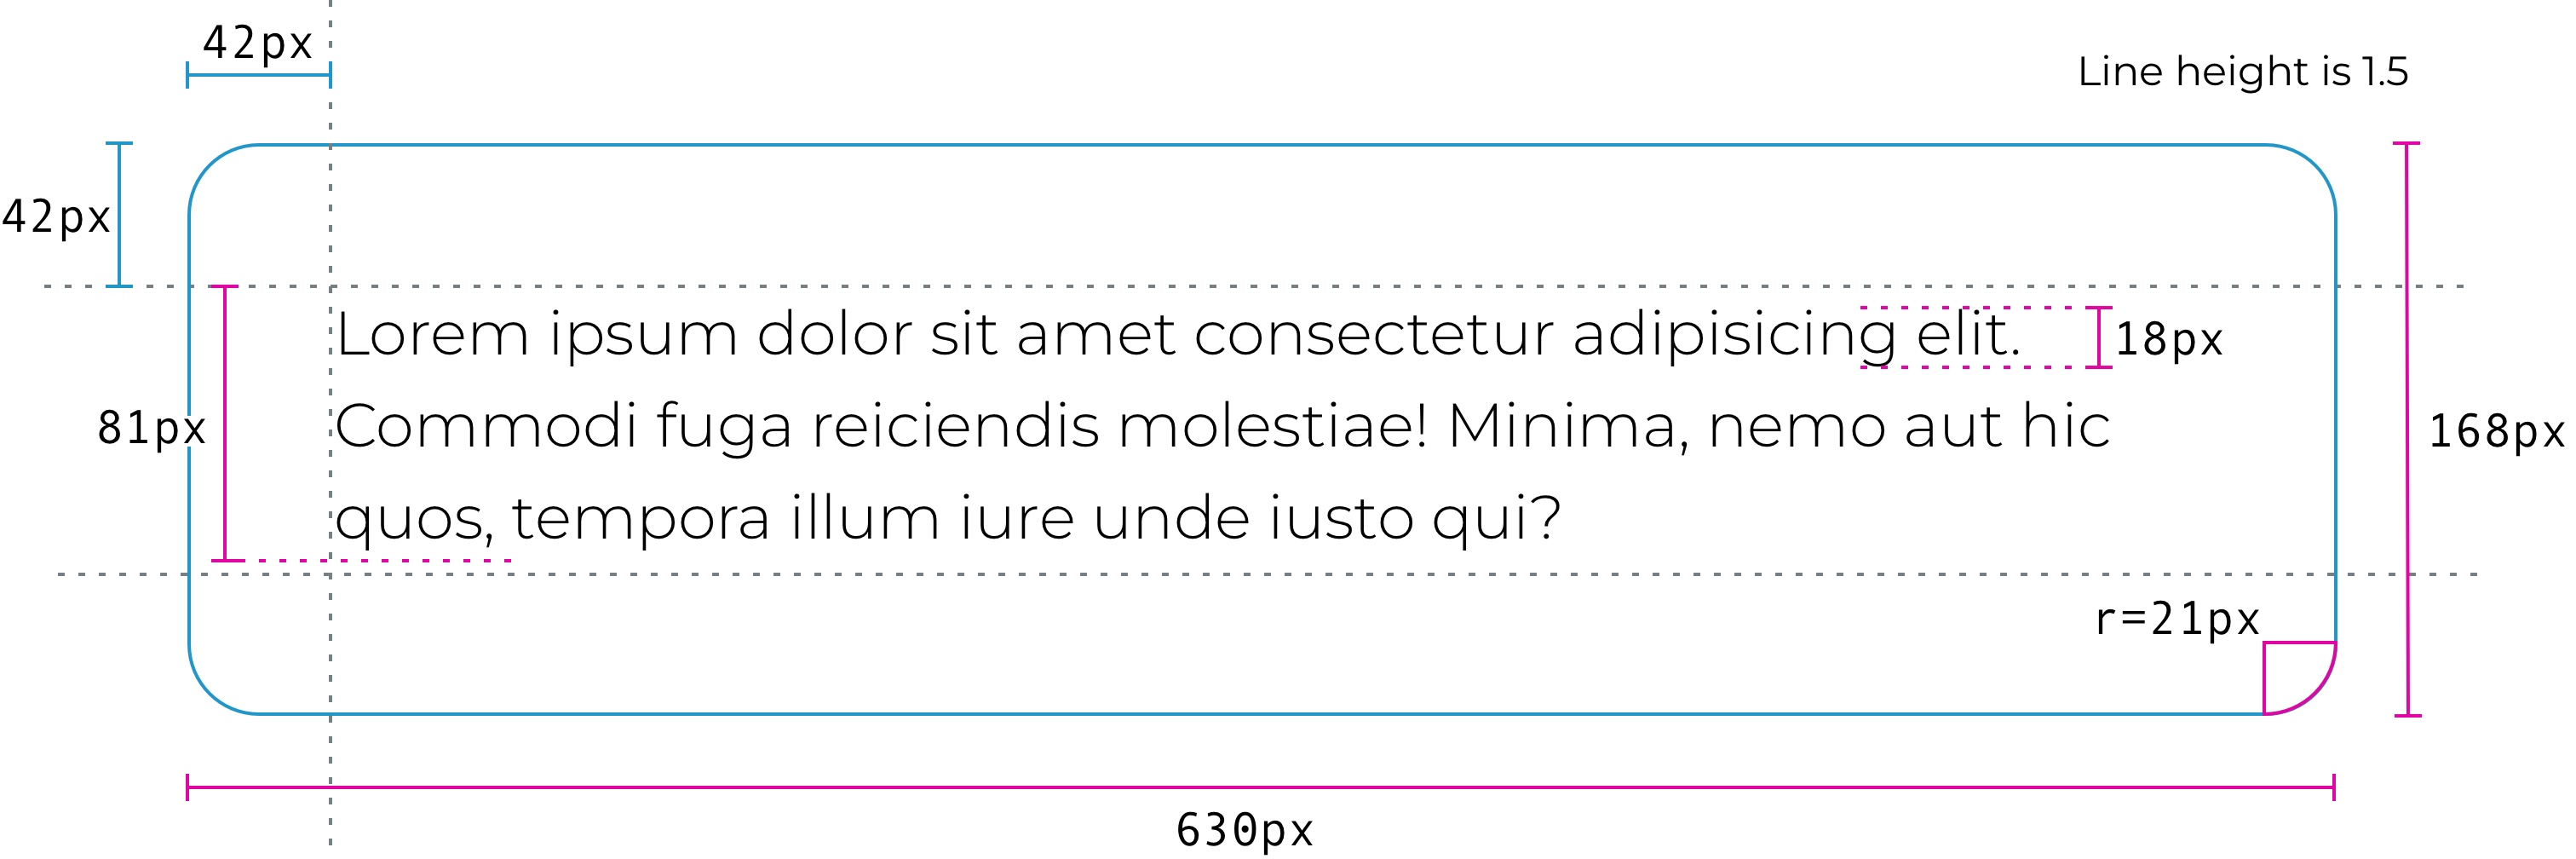 42px
Line height is 1.5
42px
Lorem ipsum dolor sit amet consectetur adipisicing elit.
18px
81px
Commodi fuga reiciendis molestiae! Minima, nemo aut hic
168px
quos, tempora illum iure unde iusto qui?
r=21px
630px